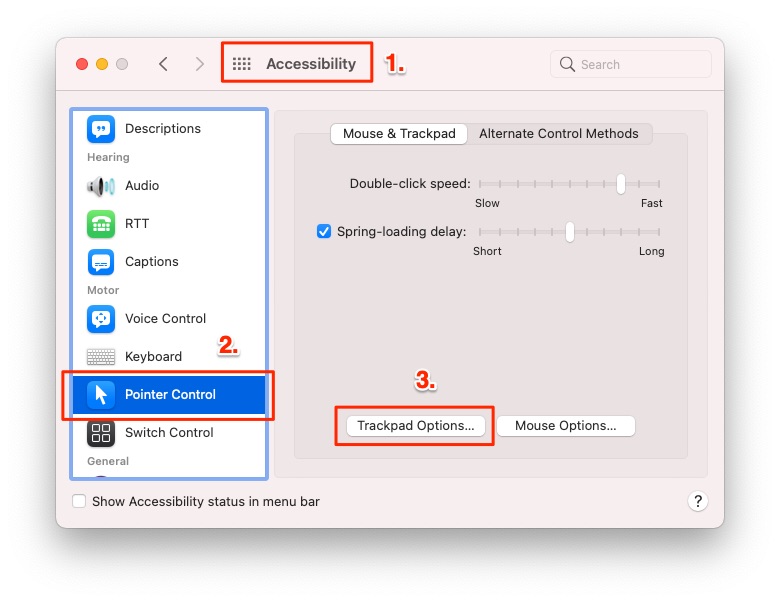 Accessibility
1.
Search
Descriptions
Hearing
Audio
RTT
Captions
Motor
Voice Control
2.
Keyboard
Pointer Control
Switch Control
General
Mouse & Trackpad
Alternate Control Methods
Double-click speed:
Slow
Fast
Spring-loading delay:
Short
Long
3.
Trackpad Options...
Mouse Options...
Show Accessibility status in menu bar
?